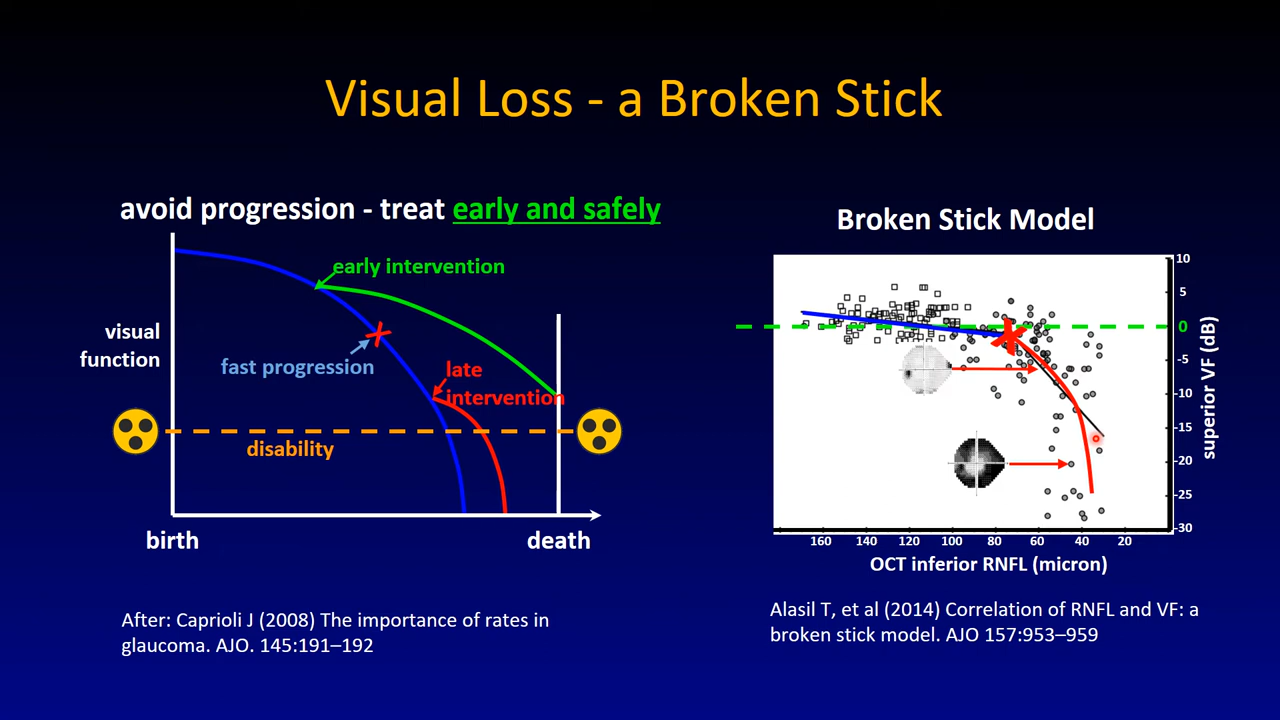 Visual Loss - a Broken Stick
avoid progression - treat early and safely
early intervention
visual
function
fast progression
late
intervention
disability
birth
death
After: Caprioli J (2008) The importance of rates in
glaucoma. AJO. 145:191–192
Broken Stick Model
10
5
0
-5
-10
-15
-20
-25
-30
superior VF (dB)
160 140 120 100 80 60 40 20
OCT inferior RNFL (micron)
Alasil T, et al (2014) Correlation of RNFL and VF: a
broken stick model. AJO 157:953–959